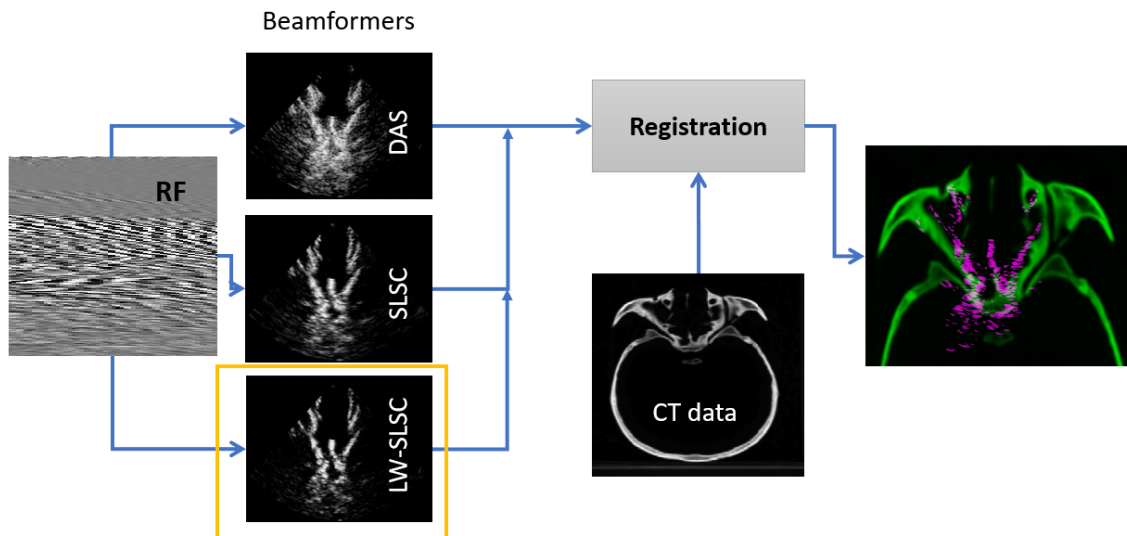 Beamformers
RF
DAS
SLSC
LW-SLSC
Registration
CT data